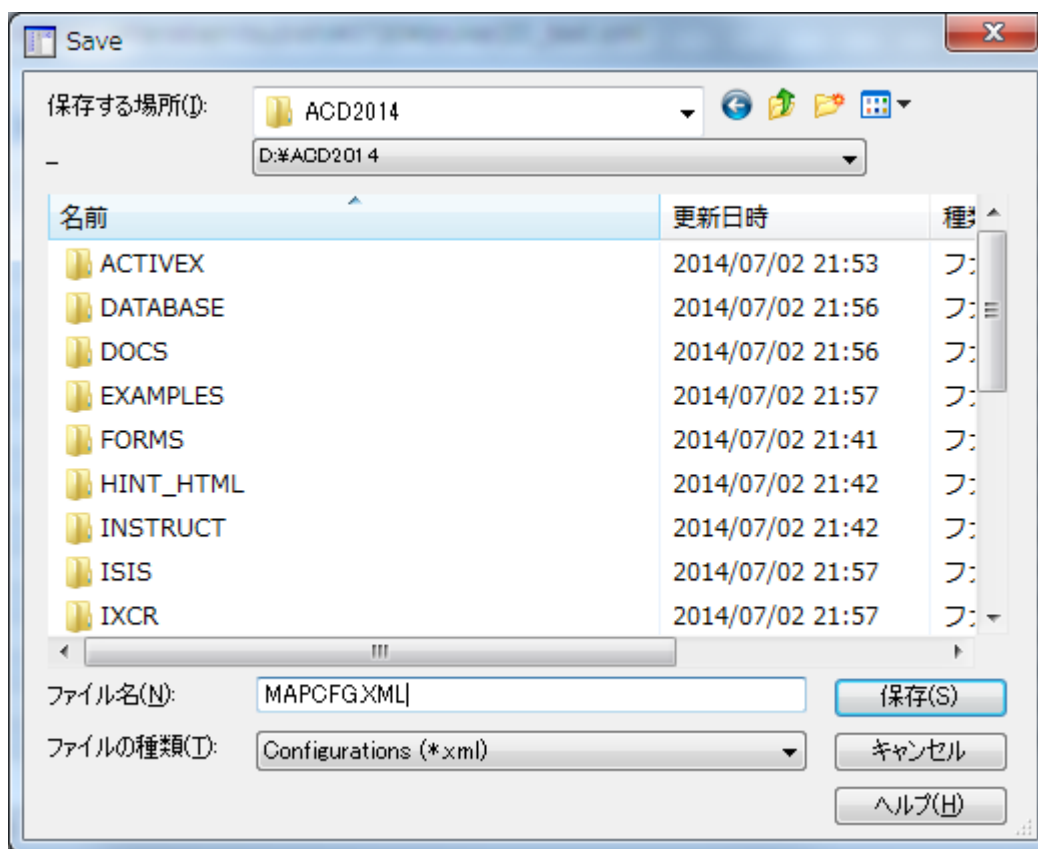 Save
保存する場所(I):
ACD2014
D:¥ACD2014
名前 更新日時
ACTIVEX 2014/07/02 21:53
DATABASE 2014/07/02 21:56
DOCS 2014/07/02 21:56
EXAMPLES 2014/07/02 21:57
FORMS 2014/07/02 21:41
HINT_HTML 2014/07/02 21:42
INSTRUCT 2014/07/02 21:42
ISIS 2014/07/02 21:57
IXCR 2014/07/02 21:57
ファイル名(N): MAPCFG.XML 保存(S)
ファイルの種類(T): Configurations (*.xml) キャンセル
ヘルプ(H)